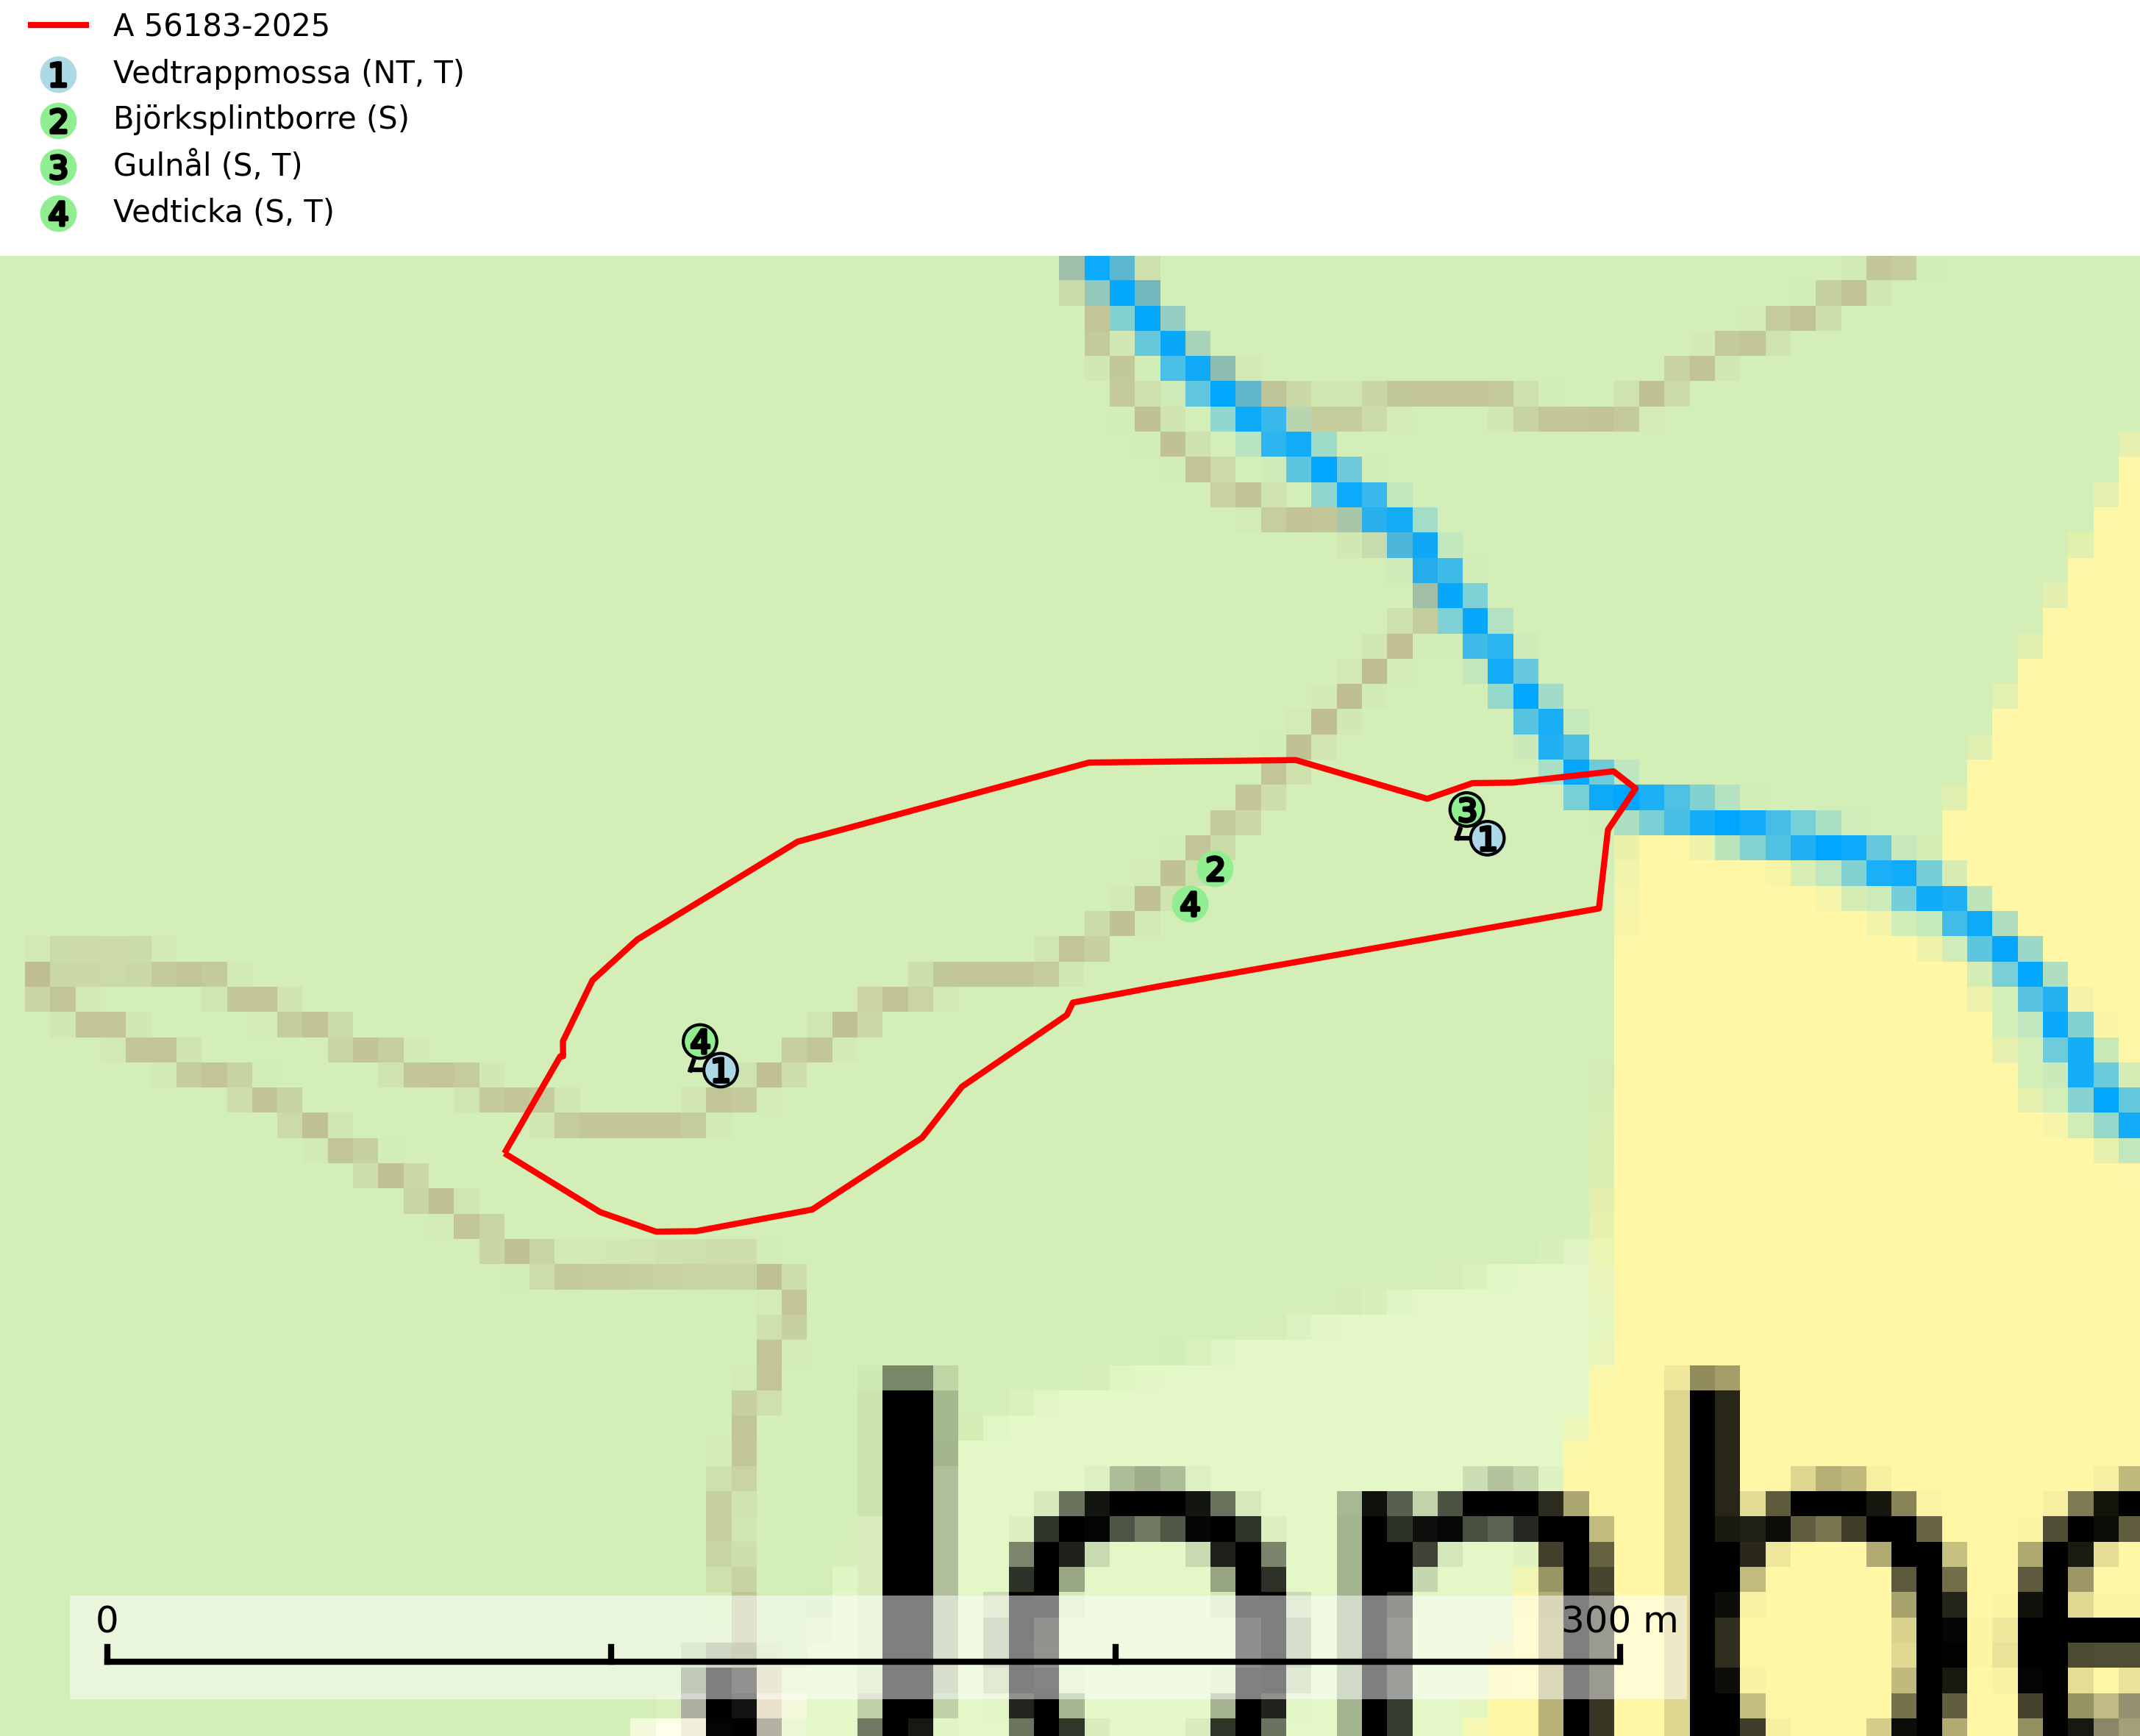 A 56183-2025
1 Vedtrappmossa (NT, T)
2 Björksplintborre (S)
3 Gulnål (S, T)
4 Vedticka (S, T)
3
1
2
4
4
1
0 300 m